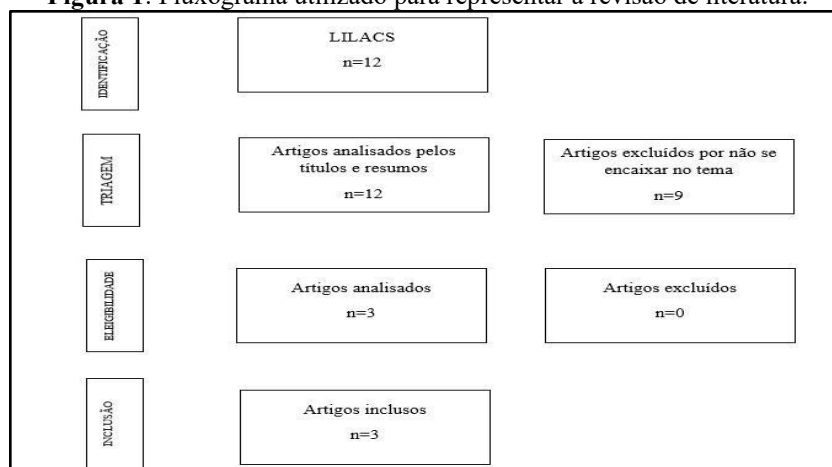 Figura 1. Fluxograma utilizado para representar a revisão de literatura.
IDENTIFICAÇÃO
LILACS
n=12
TRIAGEM
Artigos analisados pelos
títulos e resumos
n=12
Artigos excluídos por não se
encaixar no tema
n=9
ELEIGIBILIDADE
Artigos analisados
n=3
Artigos excluídos
n=0
INCLUSÃO
Artigos inclusos
n=3